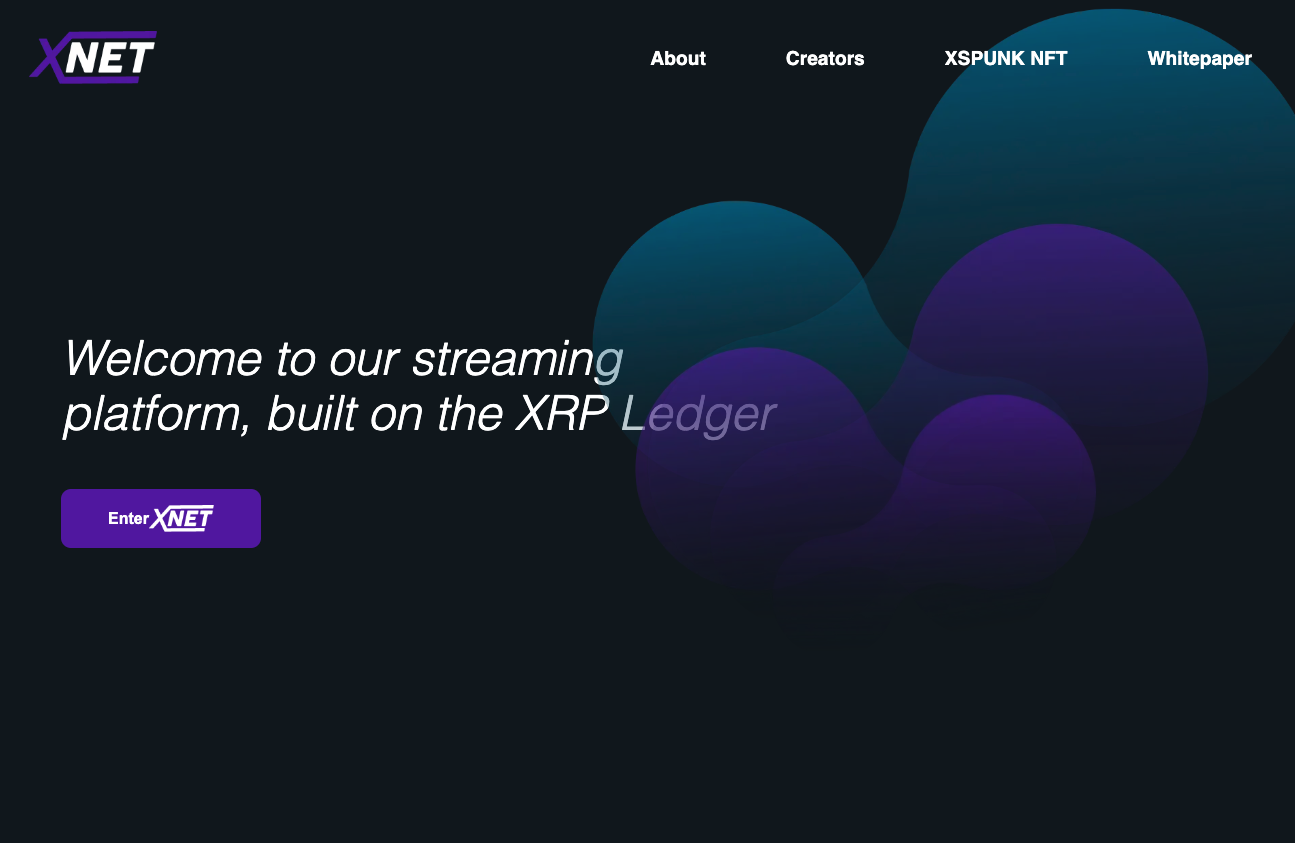 XNET
About Creators XSPUNK NFT Whitepaper
Welcome to our streaming
platform, built on the XRP Ledger
Enter XNET